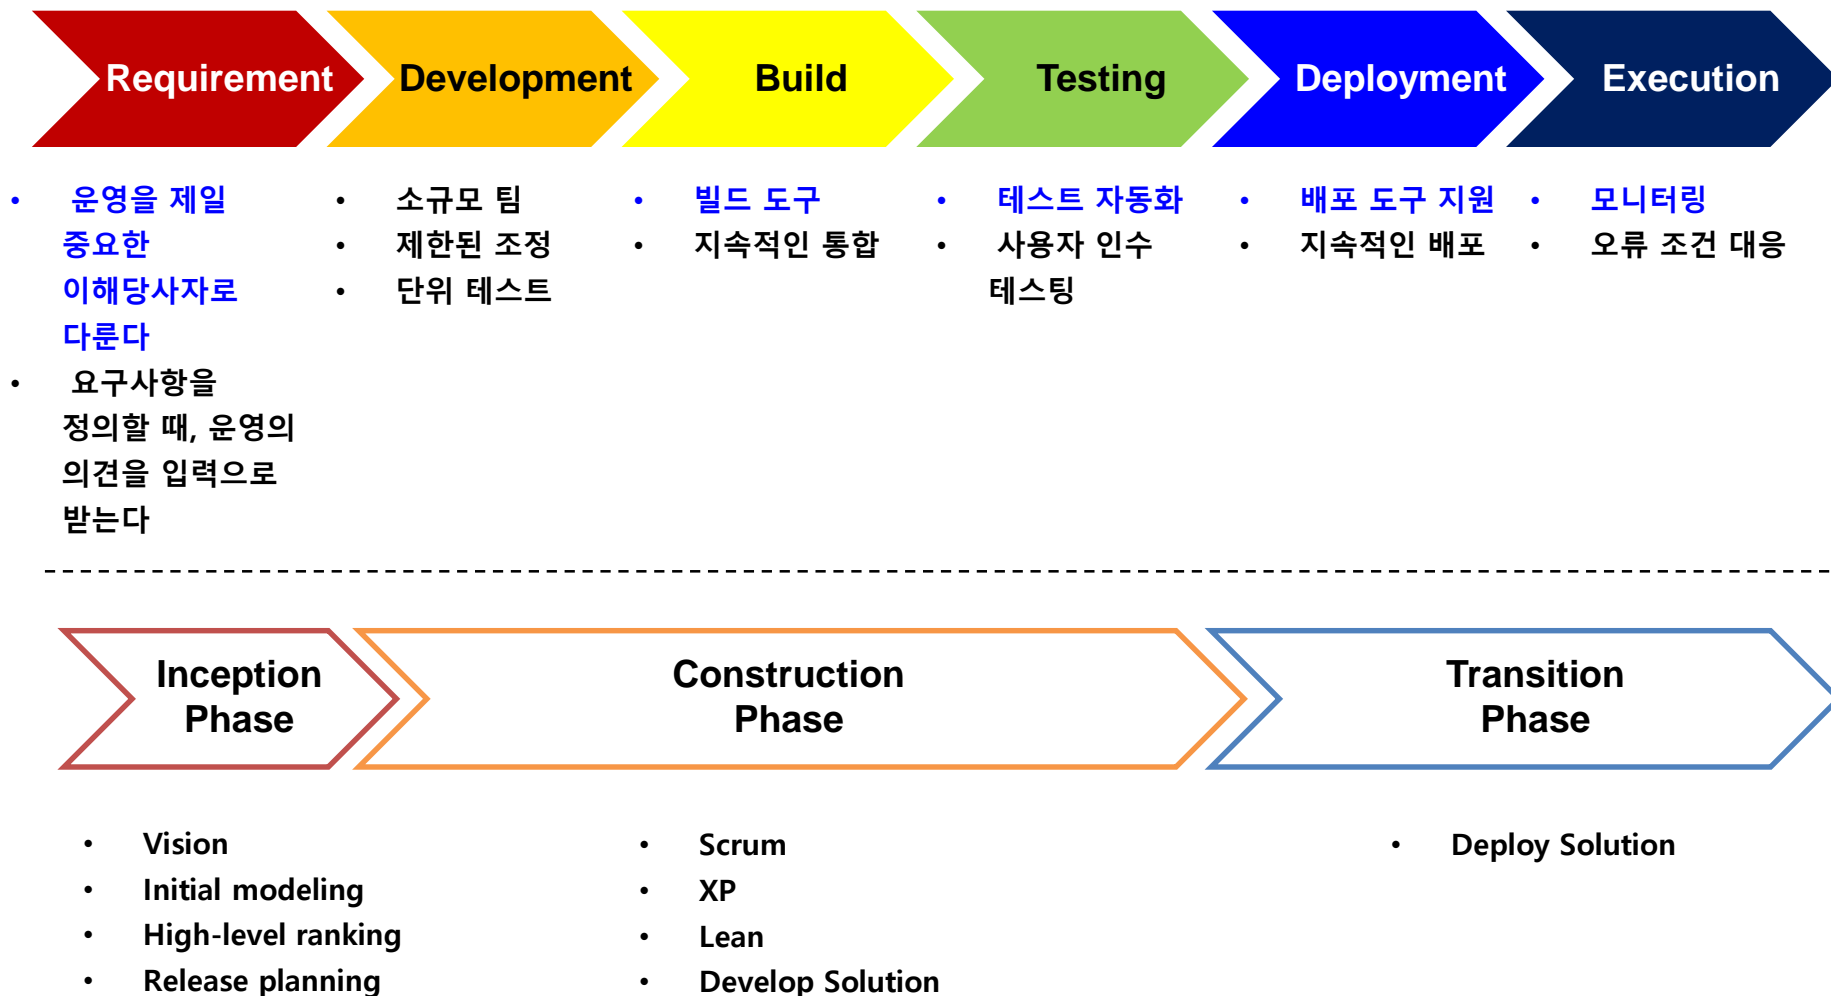 Requirement
Development
Build
Testing
Deployment
Execution
• 운영을 제일
중요한
이해당사자로
다룬다
• 요구사항을
정의할 때, 운영의
의견을 입력으로
받는다
• 소규모 팀
• 제한된 조정
• 단위 테스트
• 빌드 도구
• 지속적인 통합
• 테스트 자동화
• 사용자 인수
테스팅
• 배포 도구 지원
• 지속적인 배포
• 모니터링
• 오류 조건 대응
Inception
Phase
Construction
Phase
Transition
Phase
• Vision
• Initial modeling
• High-level ranking
• Release planning
• Scrum
• XP
• Lean
• Develop Solution
• Deploy Solution